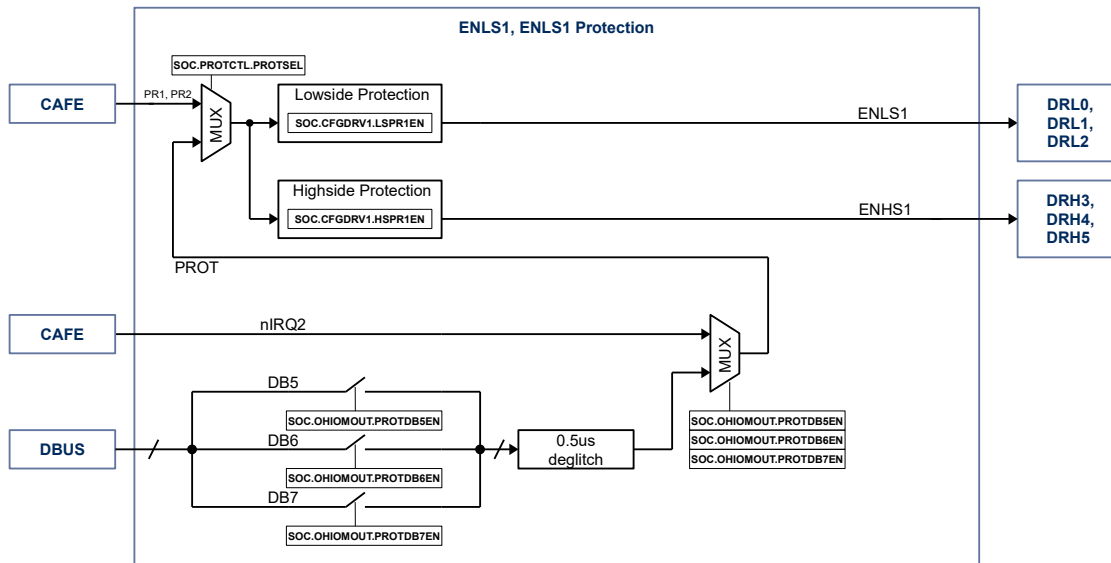 ENLS1, ENLS1 Protection
SOC.PROTCTL.PROTSEL
CAFE
PR1, PR2
MUX
Lowside Protection
SOC.CFGDRV1.LSPR1EN
ENLS1
DRL0,
DRL1,
DRL2
Highside Protection
SOC.CFGDRV1.HSPR1EN
ENHS1
DRH3,
DRH4,
DRH5
PROT
CAFE
nIRQ2
MUX
DB5
SOC.OHIOMOUT.PROTDB5EN
DBUS
DB6
SOC.OHIOMOUT.PROTDB6EN
DB7
SOC.OHIOMOUT.PROTDB7EN
0.5us
deglitch
SOC.OHIOMOUT.PROTDB5EN
SOC.OHIOMOUT.PROTDB6EN
SOC.OHIOMOUT.PROTDB7EN